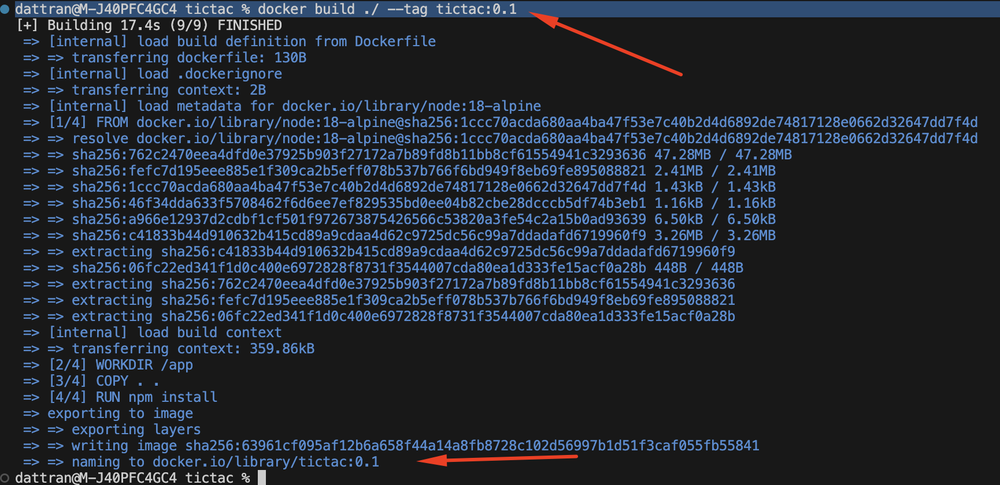 dattran@M-J40PFC4GC4 tictac % docker build ./ --tag tictac:0.1
[+] Building 17.4s (9/9) FINISHED
=> [internal] load build definition from Dockerfile
=> => transferring dockerfile: 130B
=> [internal] load .dockerignore
=> => transferring context: 2B
=> [internal] load metadata for docker.io/library/node:18-alpine
=> [1/4] FROM docker.io/library/node:18-alpine@sha256:1ccc70acda680aa4ba47f53e7c40b2d4d6892de74817128e0662d32647dd7f4d
=> => resolve docker.io/library/node:18-alpine@sha256:1ccc70acda680aa4ba47f53e7c40b2d4d6892de74817128e0662d32647dd7f4d
=> => sha256:762c2470eea4dfd0e37925b903f27172a7b89fd8b11bb8cf61554941c3293636 47.28MB / 47.28MB
=> => sha256:fefc7d195eee885e1f309ca2b5eff078b537b766f6bd949f8eb69fe895088821 2.41MB / 2.41MB
=> => sha256:1ccc70acda680aa4ba47f53e7c40b2d4d6892de74817128e0662d32647dd7f4d 1.43kB / 1.43kB
=> => sha256:46f34dda633f5708462f6d6ee7ef829535bd0ee04b82cbe28dcccb5df74b3eb1 1.16kB / 1.16kB
=> => sha256:a966e12937d2cdbf1cf501f972673875426566c53820a3fe54c2a15b0ad93639 6.50kB / 6.50kB
=> => sha256:c41833b44d910632b415cd89a9cdaa4d62c9725dc56c99a7ddadafd6719960f9 3.26MB / 3.26MB
=> => extracting sha256:c41833b44d910632b415cd89a9cdaa4d62c9725dc56c99a7ddadafd6719960f9
=> => sha256:06fc22ed341f1d0c400e6972828f8731f3544007cda80ea1d333fe15acf0a28b 448B / 448B
=> => extracting sha256:762c2470eea4dfd0e37925b903f27172a7b89fd8b11bb8cf61554941c3293636
=> => extracting sha256:fefc7d195eee885e1f309ca2b5eff078b537b766f6bd949f8eb69fe895088821
=> => extracting sha256:06fc22ed341f1d0c400e6972828f8731f3544007cda80ea1d333fe15acf0a28b
=> [internal] load build context
=> => transferring context: 359.86kB
=> [2/4] WORKDIR /app
=> [3/4] COPY . .
=> [4/4] RUN npm install
=> exporting to image
=> => exporting layers
=> => writing image sha256:63961cf095af12b6a658f44a14a8fb8728c102d56997b1d51f3caf055fb55841
=> => naming to docker.io/library/tictac:0.1
dattran@M-J40PFC4GC4 tictac %